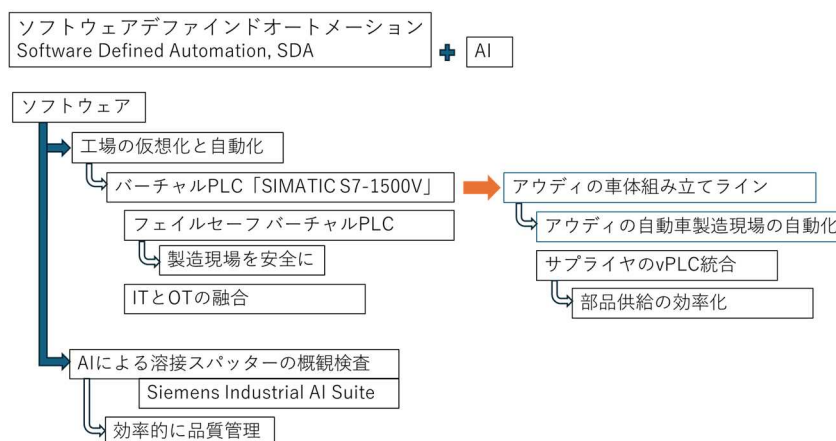 ソフトウェアデファインドオートメーション
Software Defined Automation, SDA
AI
ソフトウェア
工場の仮想化と自動化
バーチャルPLC「SIMATIC S7-1500V」
アウディの車体組み立てライン
フェイルセーフ バーチャルPLC
アウディの自動車製造現場の自動化
製造現場を安全に
サプライヤのvPLC統合
ITとOTの融合
部品供給の効率化
AIによる溶接スパッターの概観検査
Siemens Industrial AI Suite
効率的に品質管理